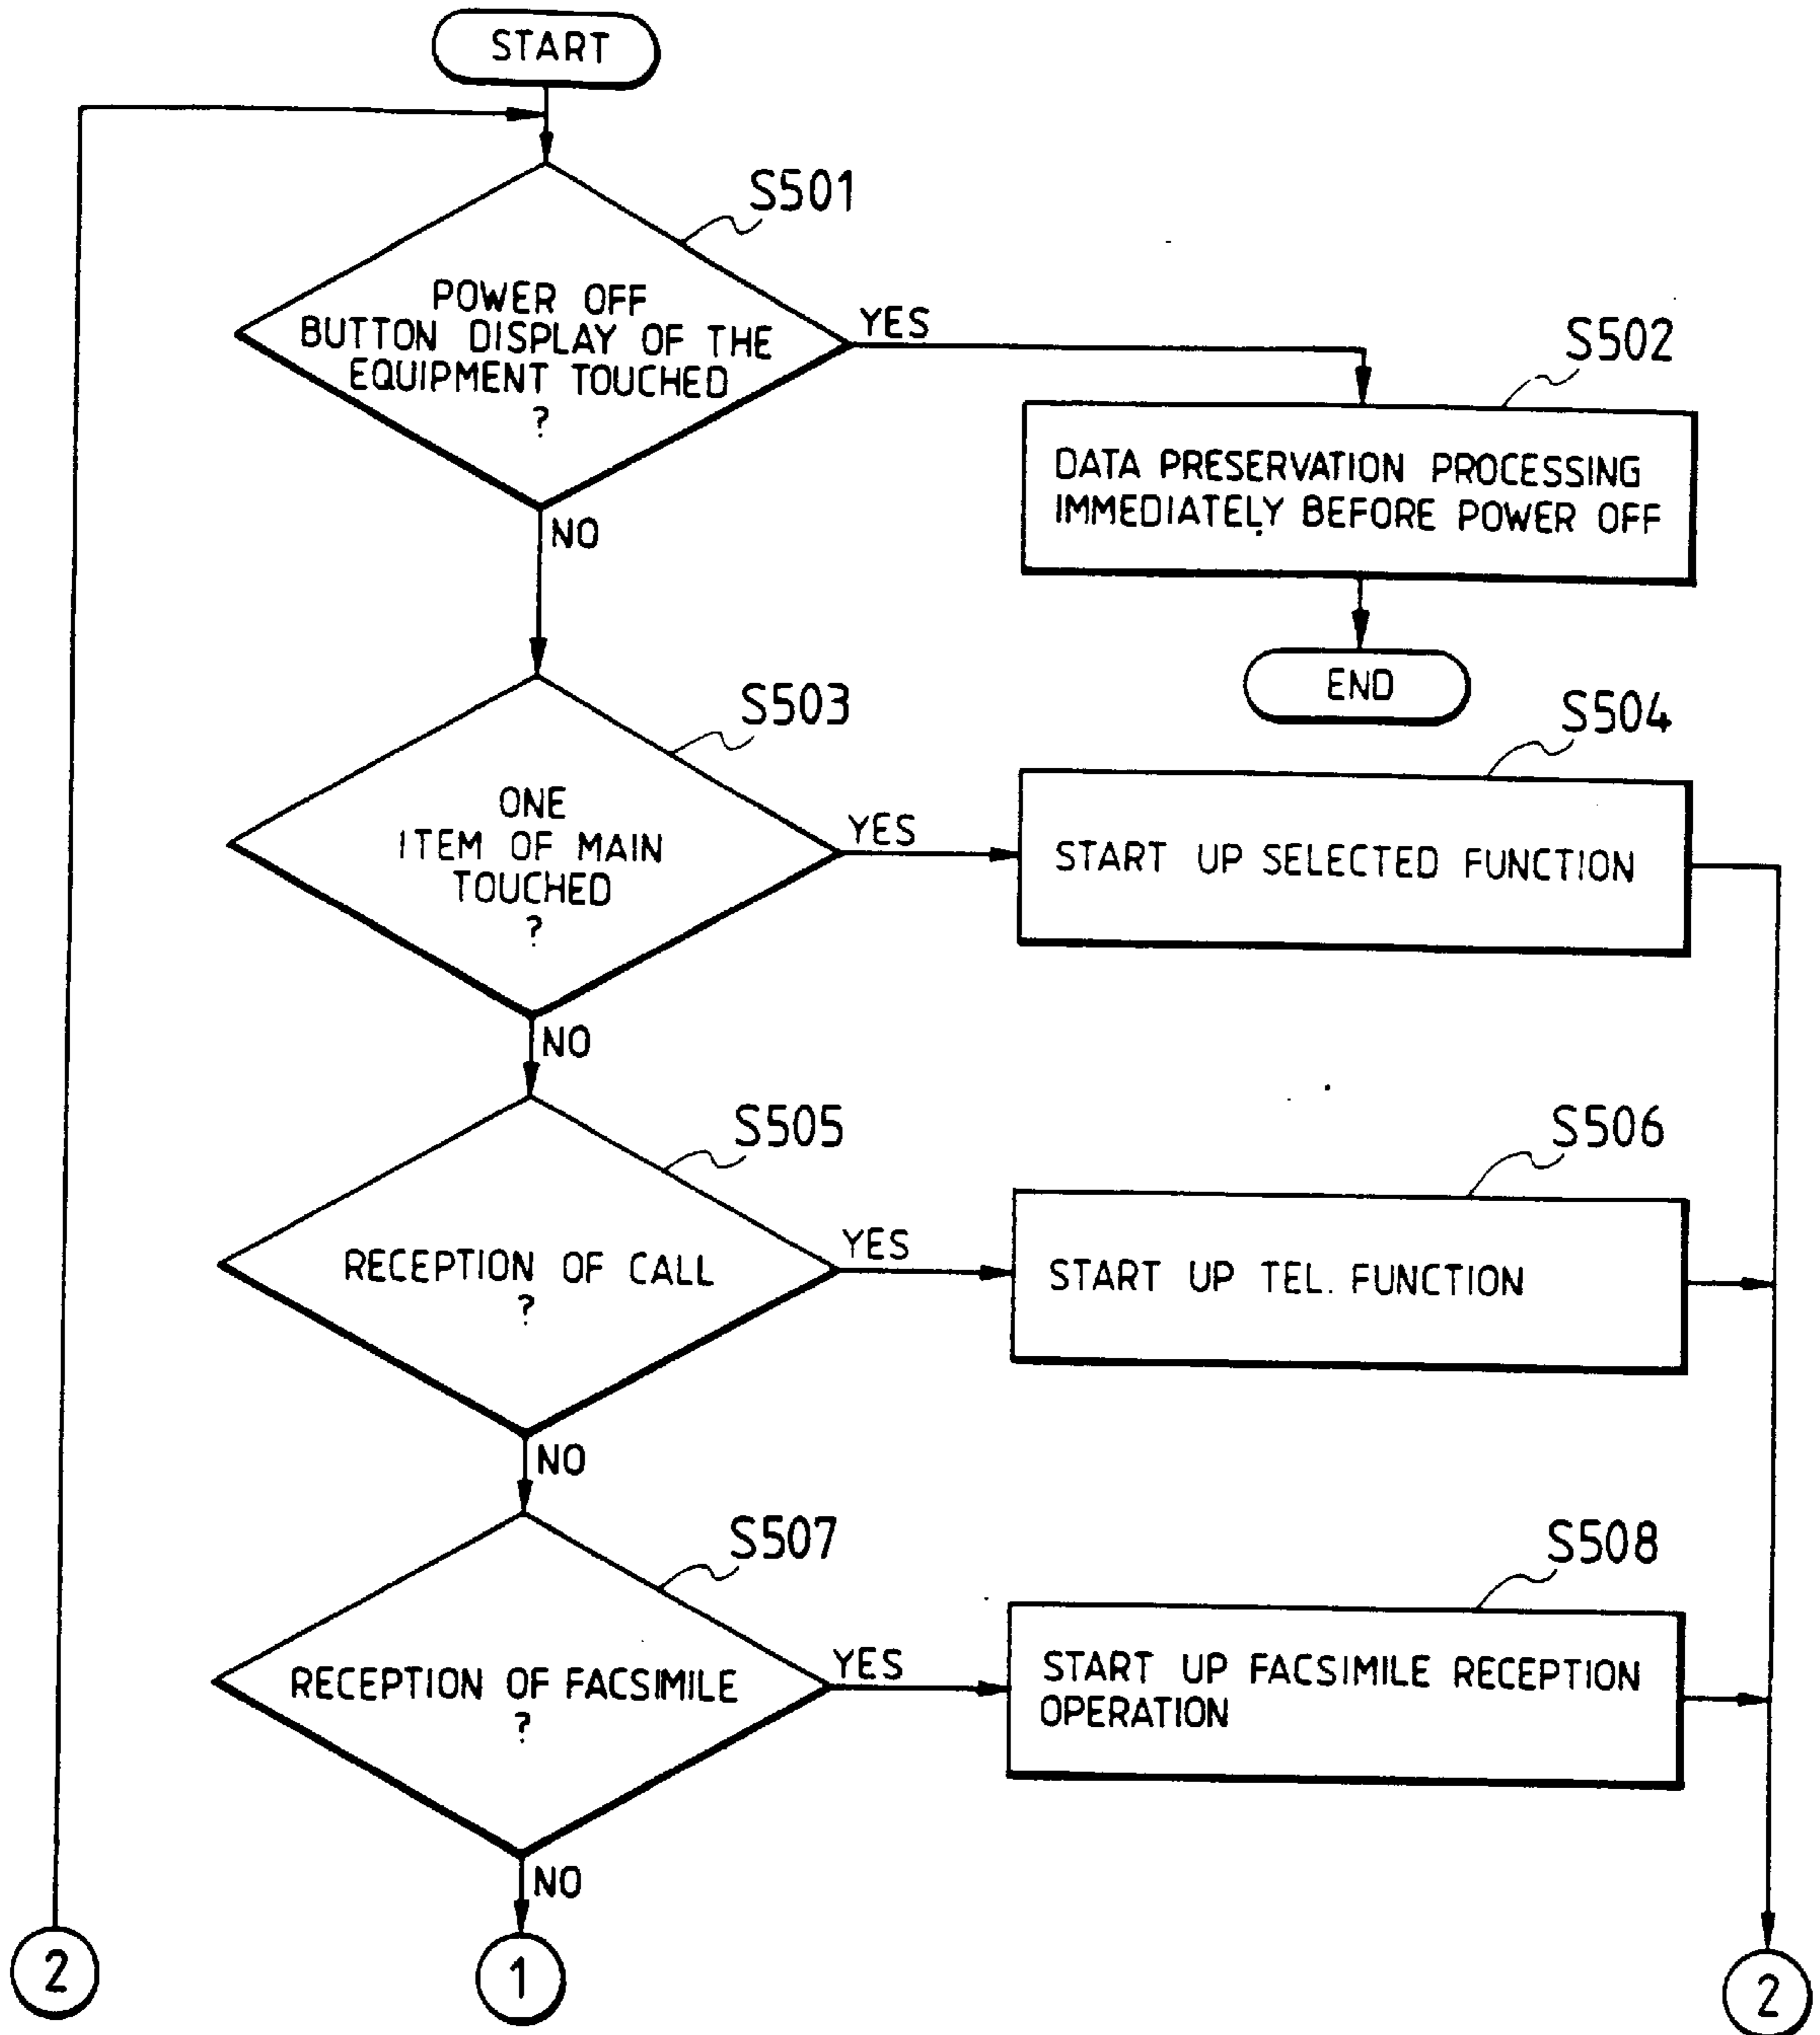 START
S501
POWER OFF
BUTTON DISPLAY OF THE
EQUIPMENT TOUCHED
?
YES
NO
S502
DATA PRESERVATION PROCESSING
IMMEDIATELY BEFORE POWER OFF
END
S503
ONE
ITEM OF MAIN
TOUCHED
?
YES
NO
S504
START UP SELECTED FUNCTION
S505
RECEPTION OF CALL
?
YES
NO
S506
START UP TEL. FUNCTION
S507
RECEPTION OF FACSIMILE
?
YES
NO
S508
START UP FACSIMILE RECEPTION
OPERATION
2
1
2